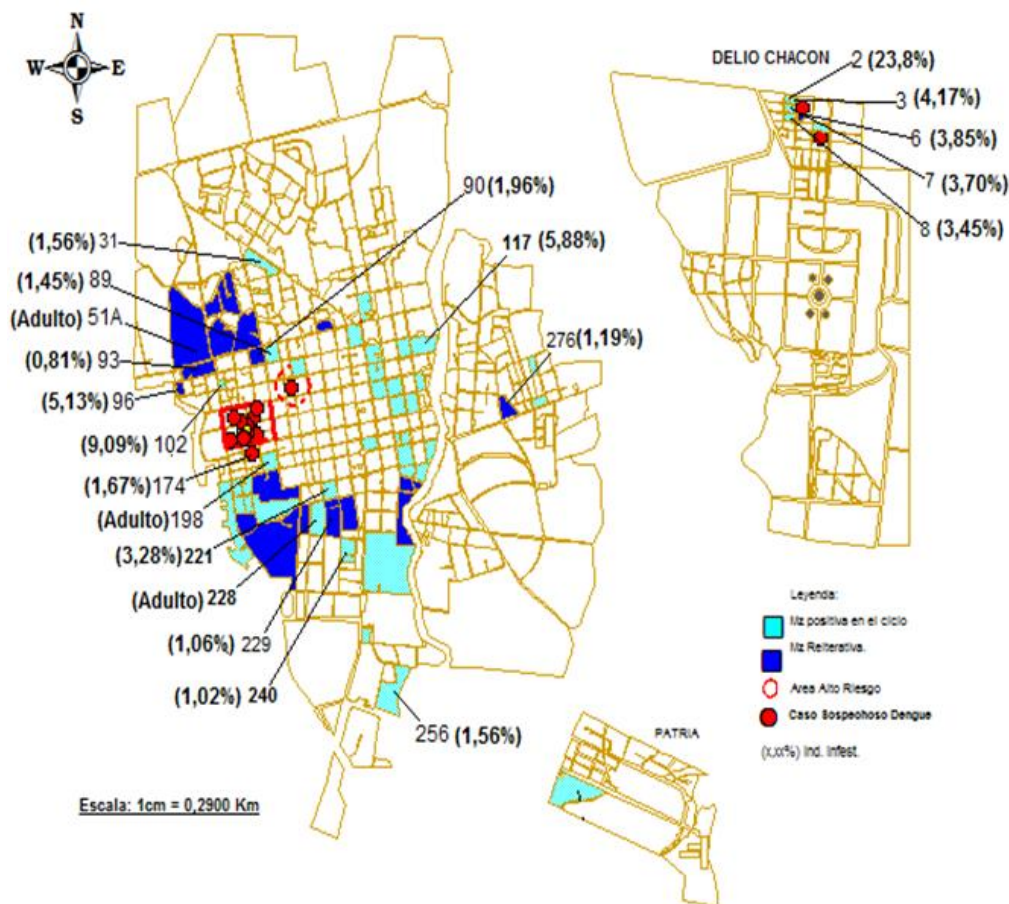 N
W E
S
DELIO CHACON
2 (23,8%)
3 (4,17%)
6 (3,85%)
7 (3,70%)
8 (3,45%)
90 (1,96%)
(1,56%) 31
117 (5,88%)
(1,45%) 89
(Adulto) 51A
276 (1,19%)
(0,81%) 93
(5,13%) 96
(9,09%) 102
(1,67%) 174
(Adulto) 198
(3,28%) 221
(Adulto) 228
(1,06%) 229
(1,02%) 240
256 (1,56%)
Leyenda:
Mz positiva en el ciclo
Mz Reiterativa.
Area Alto Riesgo
Caso Sospechoso Dengue
(x,xx%) Ind. Infest.
PATRIA
Escala: 1cm = 0,2900 Km